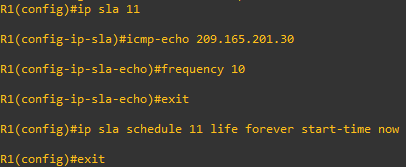 R1(config)#ip sla 11
R1(config-ip-sla)#icmp-echo 209.165.201.30
R1(config-ip-sla-echo)#frequency 10
R1(config-ip-sla-echo)#exit
R1(config)#ip sla schedule 11 life forever start-time now
R1(config)#exit